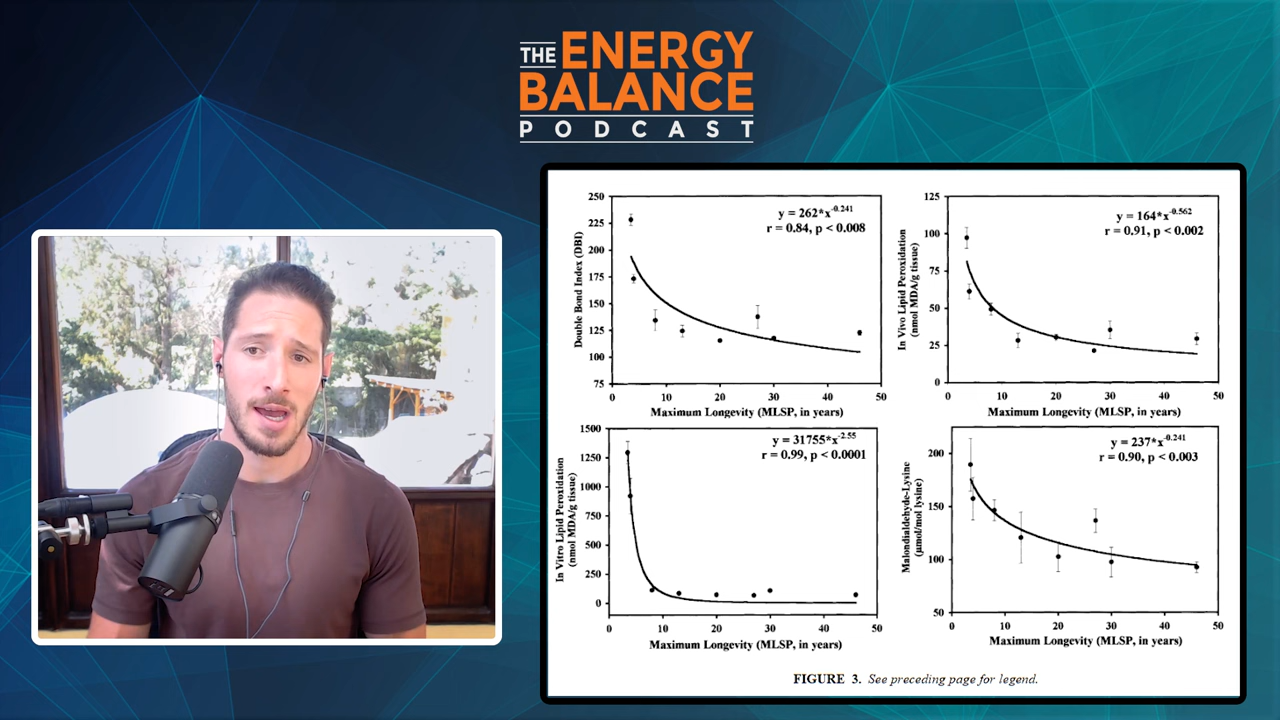 THE ENERGY
BALANCE
PODCAST
250
225
200
175
150
125
100
75
Double Bond Index (DBI)
y = 262*x^-0.241
r = 0.84, p < 0.008
0 10 20 30 40 50
Maximum Longevity (MLSP, in years)
125
100
75
50
25
0
In Vivo Lipid Peroxidation
(nmol MDA/g tissue)
y = 164*x^-0.562
r = 0.91, p < 0.002
0 10 20 30 40 50
Maximum Longevity (MLSP, in years)
1500
1250
1000
750
500
250
0
In Vitro Lipid Peroxidation
(nmol MDA/g tissue)
y = 31755*x^-2.55
r = 0.99, p < 0.0001
0 10 20 30 40 50
Maximum Longevity (MLSP, in years)
200
150
100
50
Malondialdehyde-Lysine
(µmol/mol lysine)
y = 237*x^-0.241
r = 0.90, p < 0.003
0 10 20 30 40 50
Maximum Longevity (MLSP, in years)
FIGURE 3. See preceding page for legend.